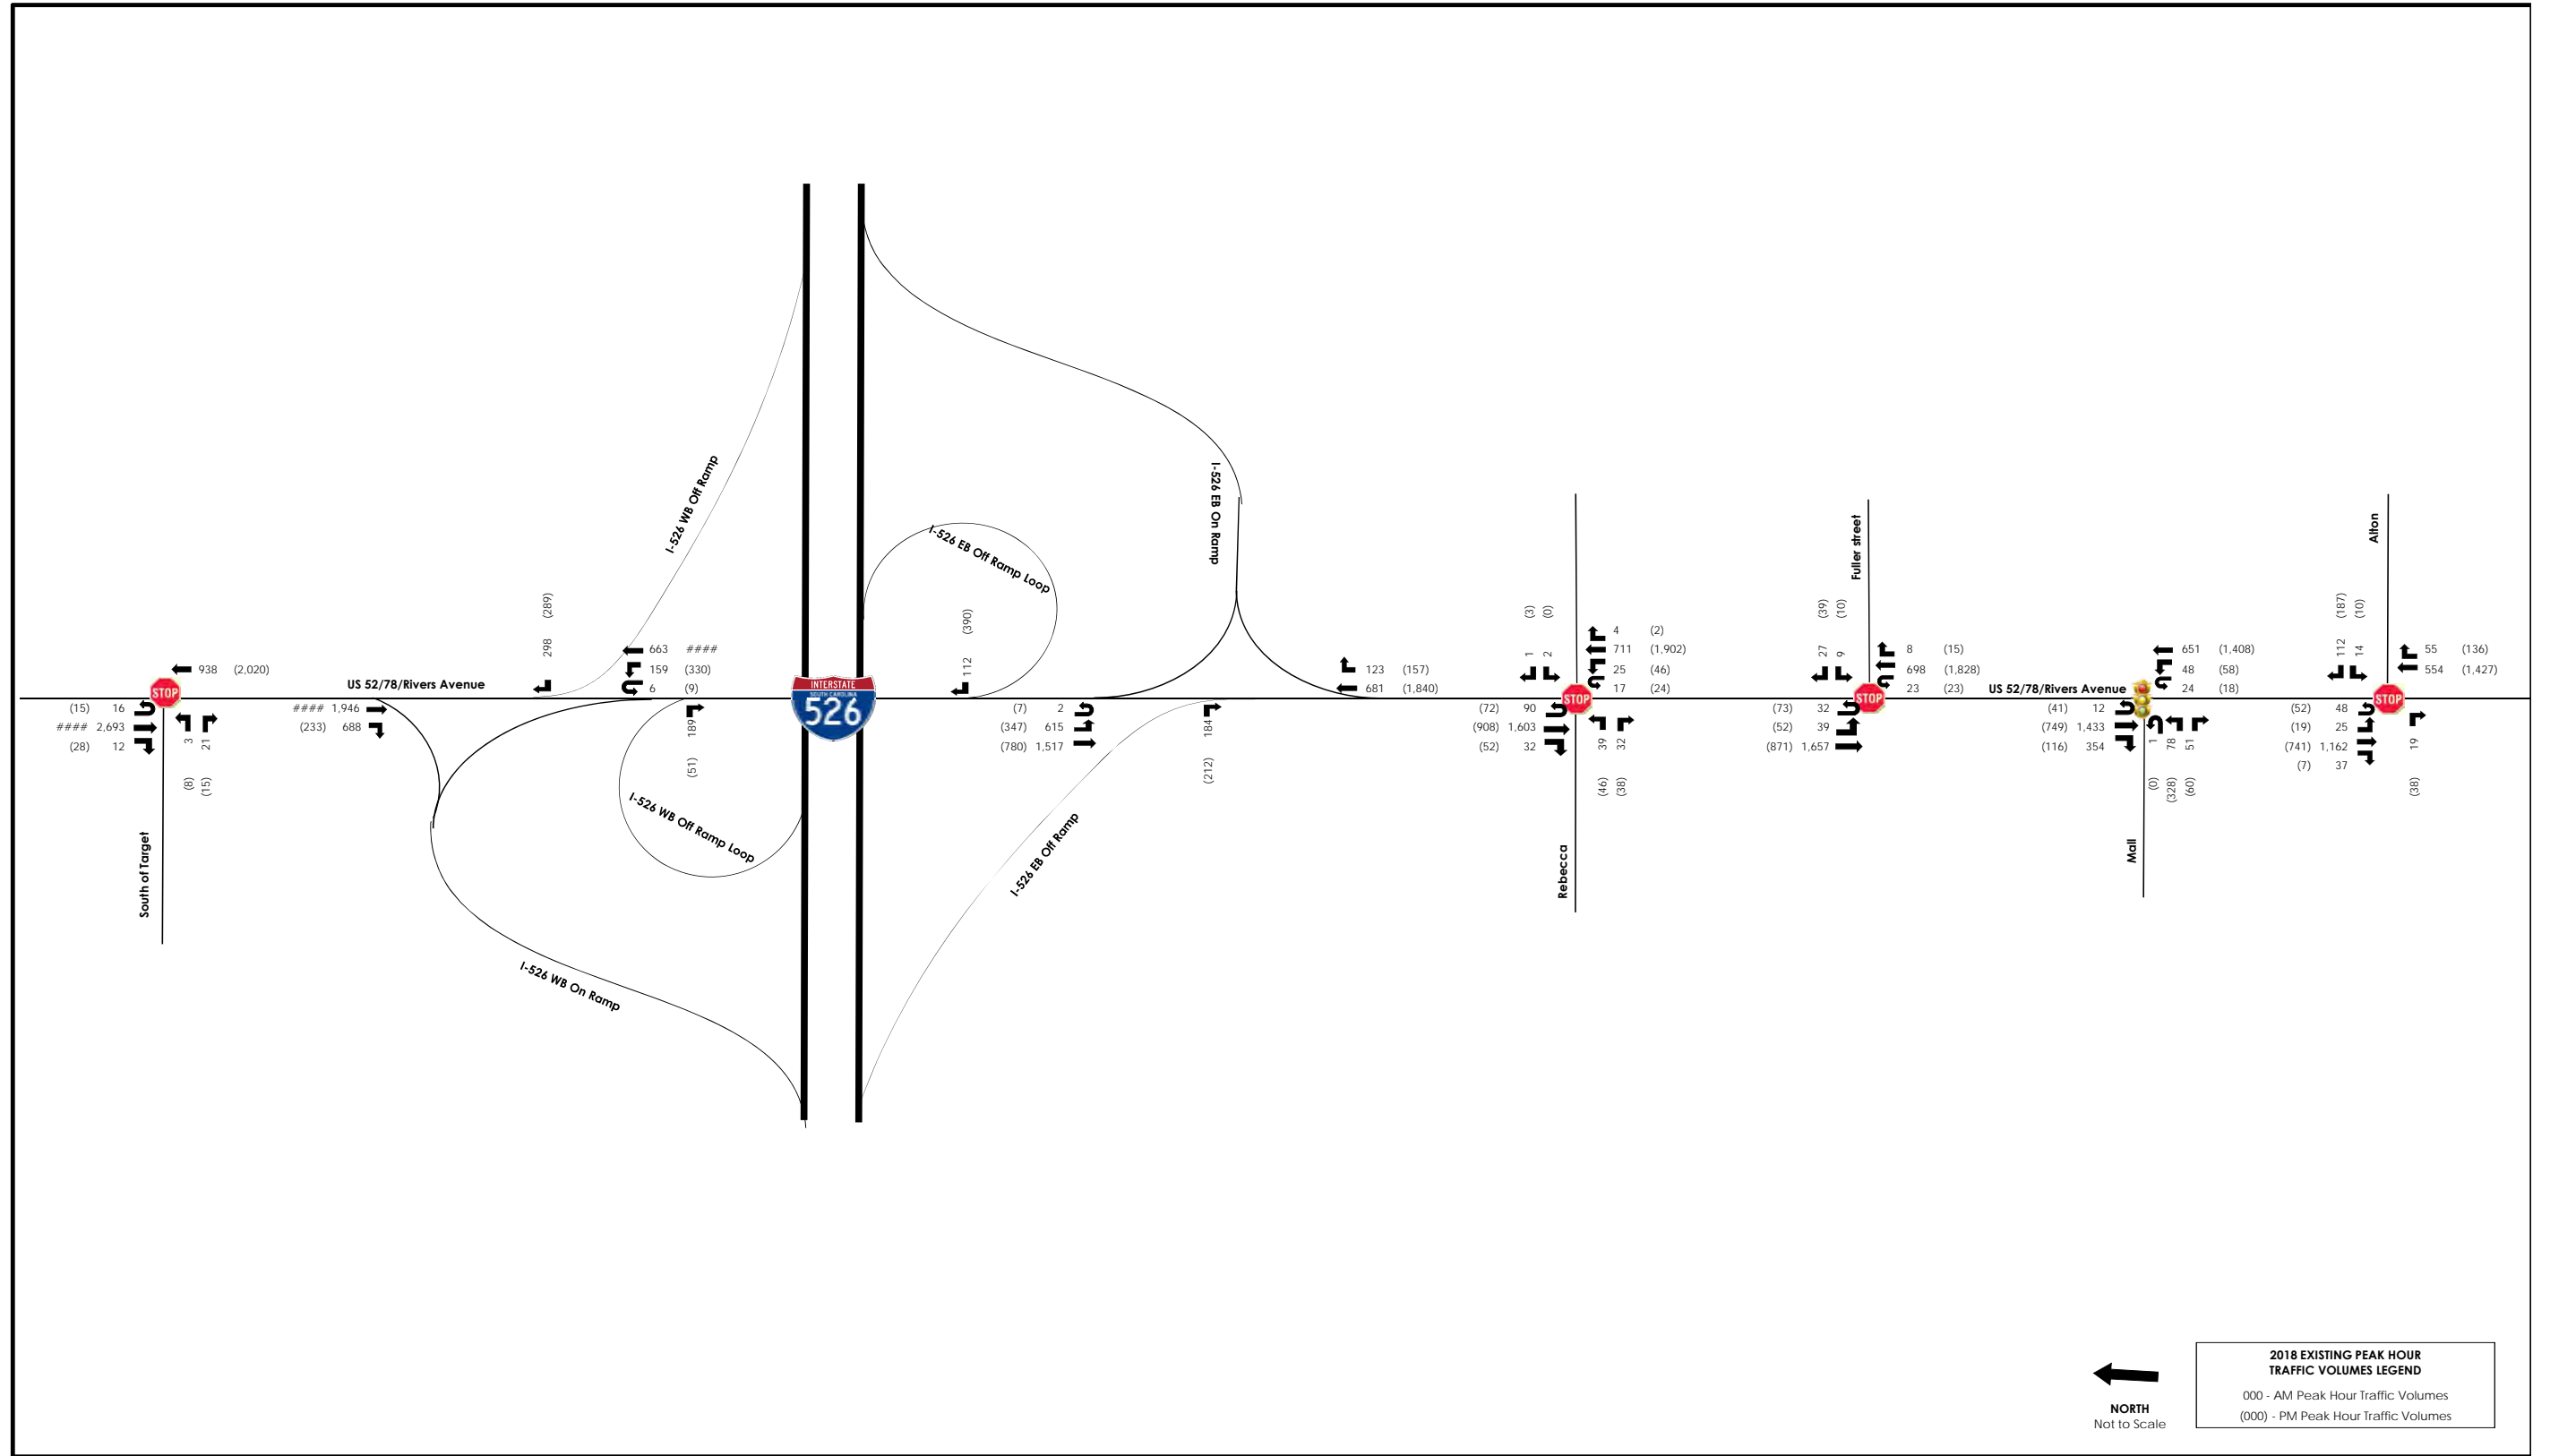 I-526 WB Off Ramp
I-526 EB On Ramp
I-526 EB Off Ramp Loop
Fuller street
Alton
(289)
298
(390)
112
(3) (0)
1 2
(39) (10)
27 9
(187) (10)
112 14
938 (2,020)
663 ####
159 (330)
6 (9)
123 (157)
681 (1,840)
4 (2)
711 (1,902)
25 (46)
17 (24)
8 (15)
698 (1,828)
23 (23)
651 (1,408)
48 (58)
24 (18)
55 (136)
554 (1,427)
US 52/78/Rivers Avenue
US 52/78/Rivers Avenue
STOP
INTERSTATE
SOUTH CAROLINA
526
STOP
STOP
STOP
(15) 16
#### 2,693
(28) 12
3 21
(8) (15)
#### 1,946
(233) 688
189
(51)
(7) 2
(347) 615
(780) 1,517
184
(212)
(72) 90
(908) 1,603
(52) 32
39 32
(46) (38)
(73) 32
(52) 39
(871) 1,657
(41) 12
(749) 1,433
(116) 354
1 78 51
(0) (328) (60)
(52) 48
(19) 25
(741) 1,162
(7) 37
19
(38)
South of Target
I-526 WB Off Ramp Loop
I-526 EB Off Ramp
Rebecca
Mall
I-526 WB On Ramp
NORTH
Not to Scale
2018 EXISTING PEAK HOUR
TRAFFIC VOLUMES LEGEND
000 - AM Peak Hour Traffic Volumes
(000) - PM Peak Hour Traffic Volumes